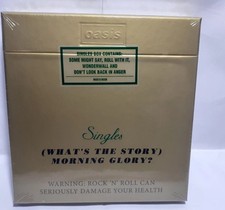 oasis
SINGLES BOX CONTAINS:
SOME MIGHT SAY, ROLL WITH IT,
WONDERWALL AND
DON'T LOOK BACK IN ANGER
Singles
(WHAT'S THE STORY)
MORNING GLORY?
WARNING: ROCK 'N' ROLL CAN
SERIOUSLY DAMAGE YOUR HEALTH